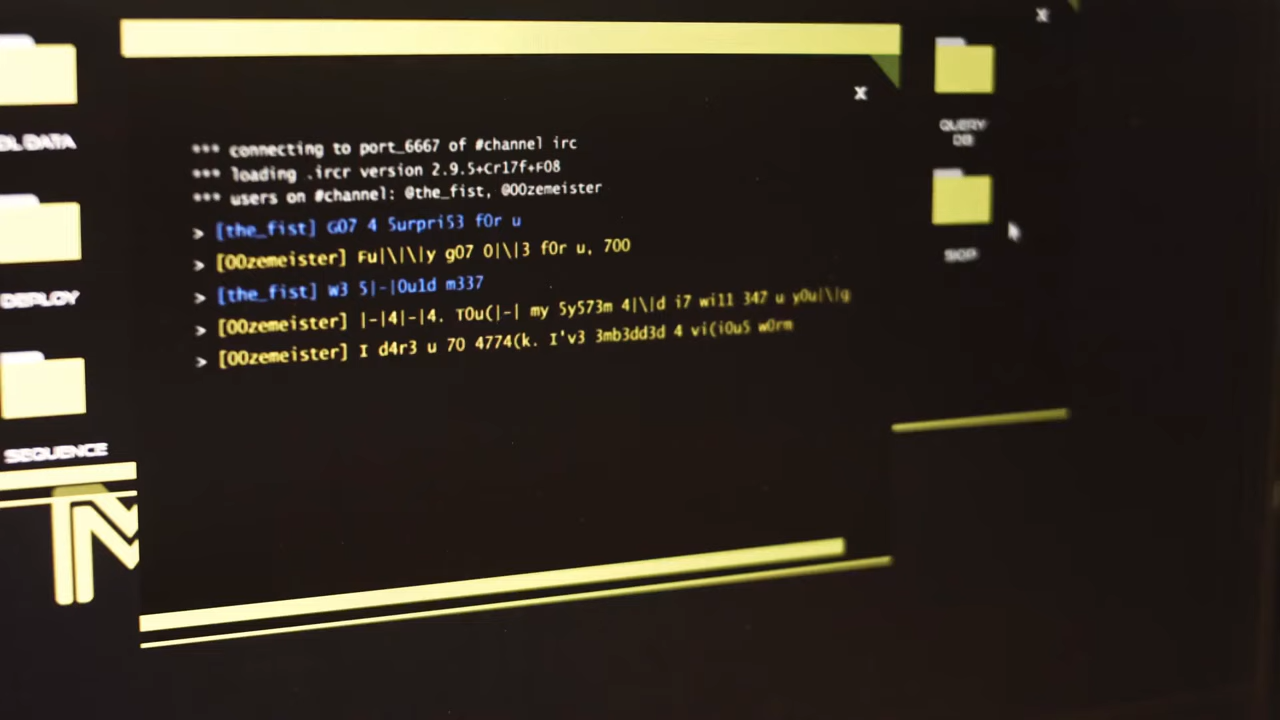 X
DL DATA
QUERY
DB
X
*** connecting to port_6667 of #channel irc
*** loading .ircr version 2.9.5+Cr17f+F08
*** users on #channel: @the_fist, @00zemeister
> [the_fist] G07 4 5urpri53 f0r u
> [00zemeister] Fu|\|\|y g07 0|\|3 f0r u, 700
> [the_fist] W3 5|-|0u1d m337
> [00zemeister] |-|4|-|4. T0u(|-| my 5y573m 4|\|d i7 wi11 347 u y0u|\|g
> [00zemeister] I d4r3 u 70 4774(k. I'v3 3mb3dd3d 4 vi(i0u5 w0rm
DEPLOY
SEQUENCE